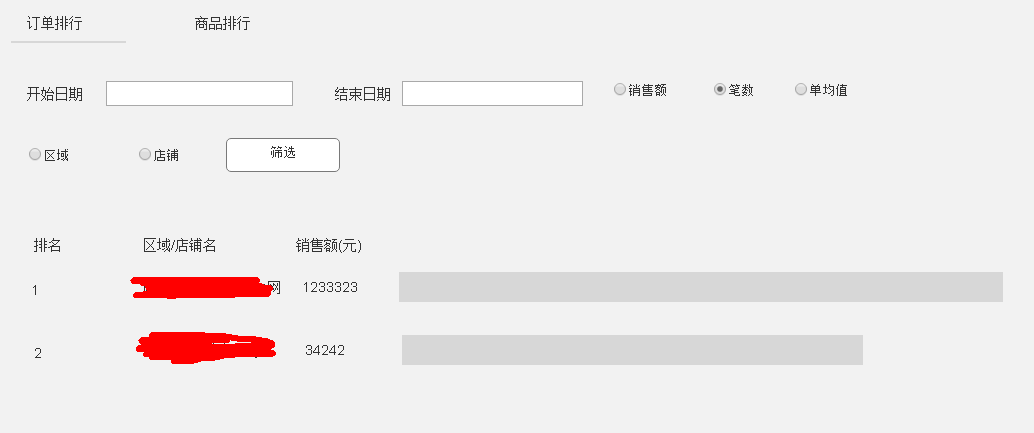 订单排行 商品排行
开始日期 结束日期 销售额 笔数 单均值
区域 店铺 筛选
排名 区域/店铺名 销售额(元)
1 网 1233323
2 34242